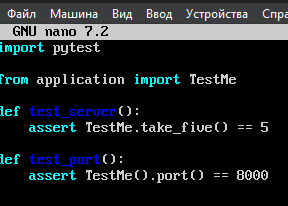 Файл Машина Вид Ввод Устройства Спра
GNU nano 7.2
import pytest
from application import TestMe
def test_server():
assert TestMe.take_five() == 5
def test_port():
assert TestMe().port() == 8000